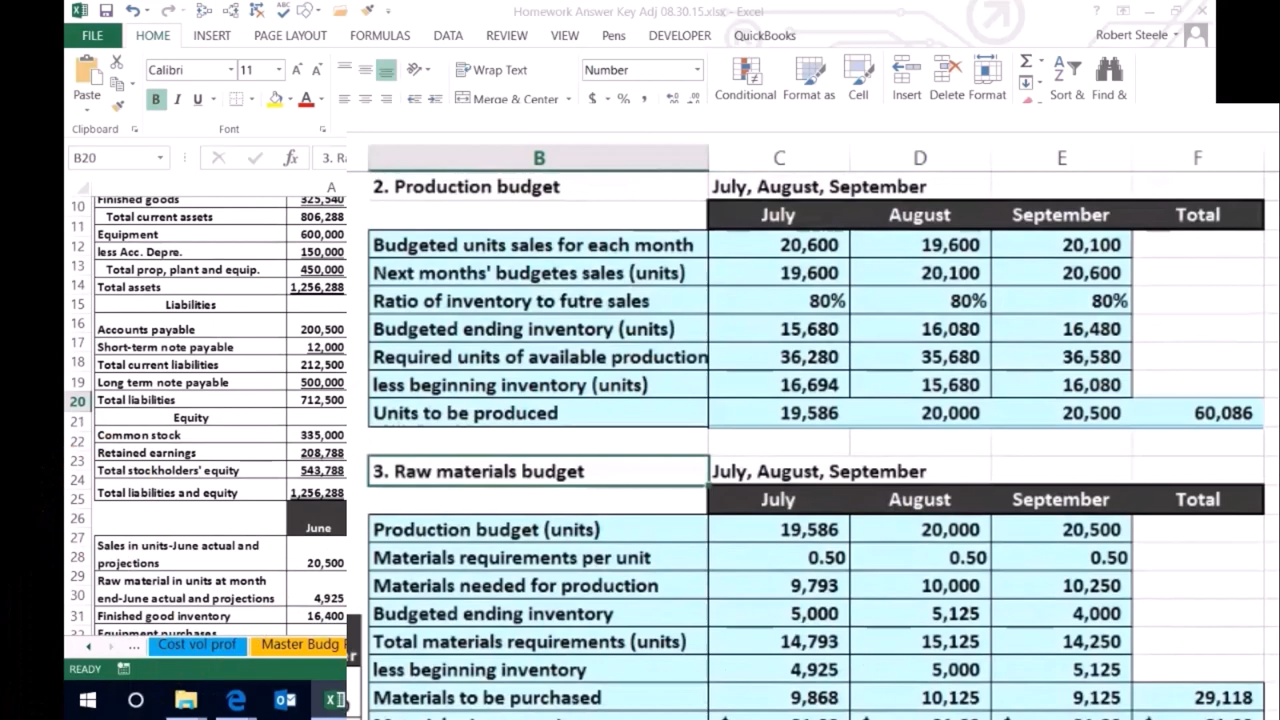 Homework Answer Key Adj 08.30.15.xlsx - Excel
FILE HOME INSERT PAGE LAYOUT FORMULAS DATA REVIEW VIEW Pens DEVELOPER QuickBooks Robert Steele
Calibri 11 Wrap Text Number
Paste B I U Merge & Center $ % Conditional Format as Cell Insert Delete Format Sort & Find &
Clipboard Font
B20 fx 3. R
A
10 Finished goods 325,540
11 Total current assets 806,288
12 Equipment 600,000
13 less Acc. Depre. 150,000
14 Total prop, plant and equip. 450,000
15 Total assets 1,256,288
16 Liabilities
17 Accounts payable 200,500
18 Short-term note payable 12,000
19 Total current liabilities 212,500
20 Long term note payable 500,000
21 Total liabilities 712,500
22 Equity
23 Common stock 335,000
24 Retained earnings 208,788
25 Total stockholders' equity 543,788
26 Total liabilities and equity 1,256,288
27 June
28 Sales in units-June actual and
projections 20,500
29 Raw material in units at month
30 end-June actual and projections 4,925
31 Finished good inventory 16,400
Equipment purchases
... Cost vol prof Master Budg
READY
B C D E F
2. Production budget July, August, September
July August September Total
Budgeted units sales for each month 20,600 19,600 20,100
Next months' budgetes sales (units) 19,600 20,100 20,600
Ratio of inventory to futre sales 80% 80% 80%
Budgeted ending inventory (units) 15,680 16,080 16,480
Required units of available production 36,280 35,680 36,580
less beginning inventory (units) 16,694 15,680 16,080
Units to be produced 19,586 20,000 20,500 60,086
3. Raw materials budget July, August, September
July August September Total
Production budget (units) 19,586 20,000 20,500
Materials requirements per unit 0.50 0.50 0.50
Materials needed for production 9,793 10,000 10,250
Budgeted ending inventory 5,000 5,125 4,000
Total materials requirements (units) 14,793 15,125 14,250
less beginning inventory 4,925 5,000 5,125
Materials to be purchased 9,868 10,125 9,125 29,118